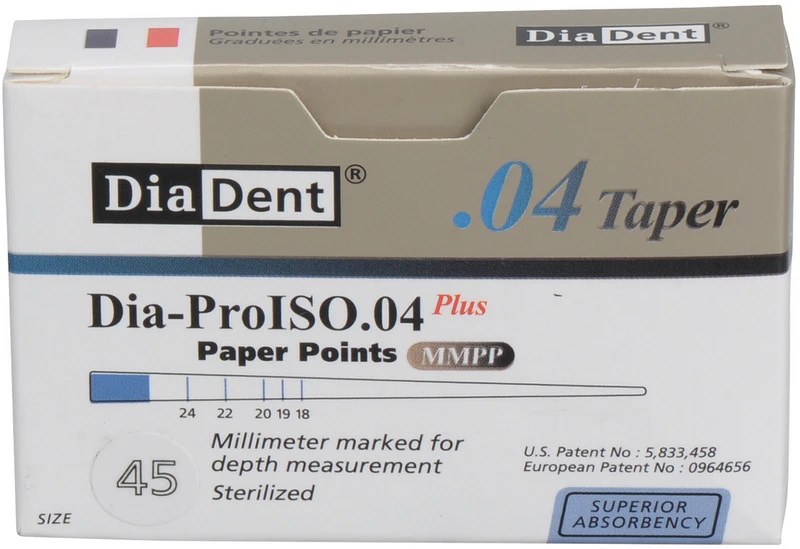 Pointes de papier
Graduées en millimètres
DiaDent®
DiaDent®
.04 Taper
Dia-ProISO.04 Plus
Paper Points MMPP
24 22 20 19 18
Millimeter marked for
depth measurement
Sterilized
45
SIZE
U.S. Patent No : 5,833,458
European Patent No : 0964656
SUPERIOR
ABSORBENCY